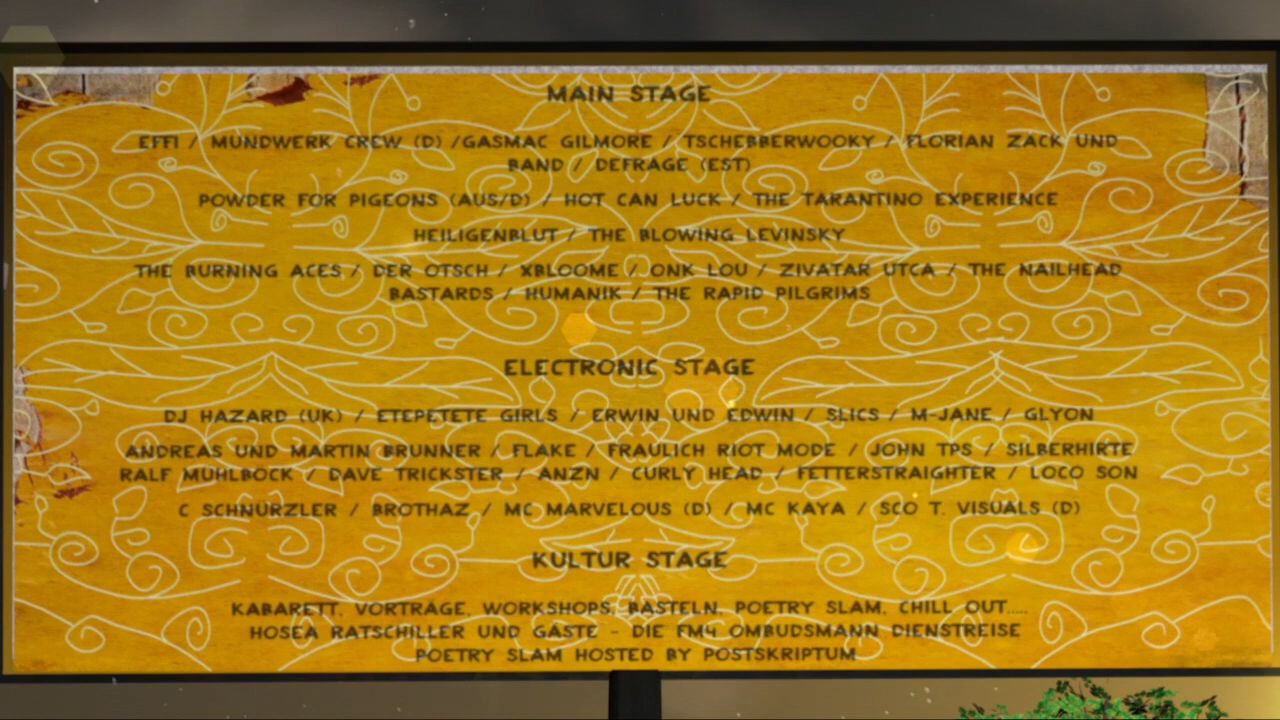 MAIN STAGE
EFFI / MUNDWERK CREW (D) /GASMAC GILMORE / TSCHEBBERWOOKY / FLORIAN ZACK UND
BAND / DEFRAGE (EST)
POWDER FOR PIGEONS (AUS/D) / HOT CAN LUCK / THE TARANTINO EXPERIENCE
HEILIGENBLUT / THE BLOWING LEVINSKY
THE BURNING ACES / DER OTSCH / XBLOOME / ONK LOU / ZIVATAR UTCA / THE NAILHEAD
BASTARDS / HUMANIK / THE RAPID PILGRIMS
ELECTRONIC STAGE
DJ HAZARD (UK) / ETEPETETE GIRLS / ERWIN UND EDWIN / SLICS / M-JANE / GLYON
ANDREAS UND MARTIN BRUNNER / FLAKE / FRAULICH RIOT MODE / JOHN TPS / SILBERHIRTE
RALF MUHLBOCK / DAVE TRICKSTER / ANZN / CURLY HEAD / FETTERSTRAIGHTER / LOCO SON
C SCHNURZLER / BROTHAZ / MC MARVELOUS (D) / MC KAYA / SCO T. VISUALS (D)
KULTUR STAGE
KABARETT, VORTRAGE, WORKSHOPS, BASTELN, POETRY SLAM, CHILL OUT.....
HOSEA RATSCHILLER UND GASTE - DIE FM4 OMBUDSMANN DIENSTREISE
POETRY SLAM HOSTED BY POSTSKRIPTUM